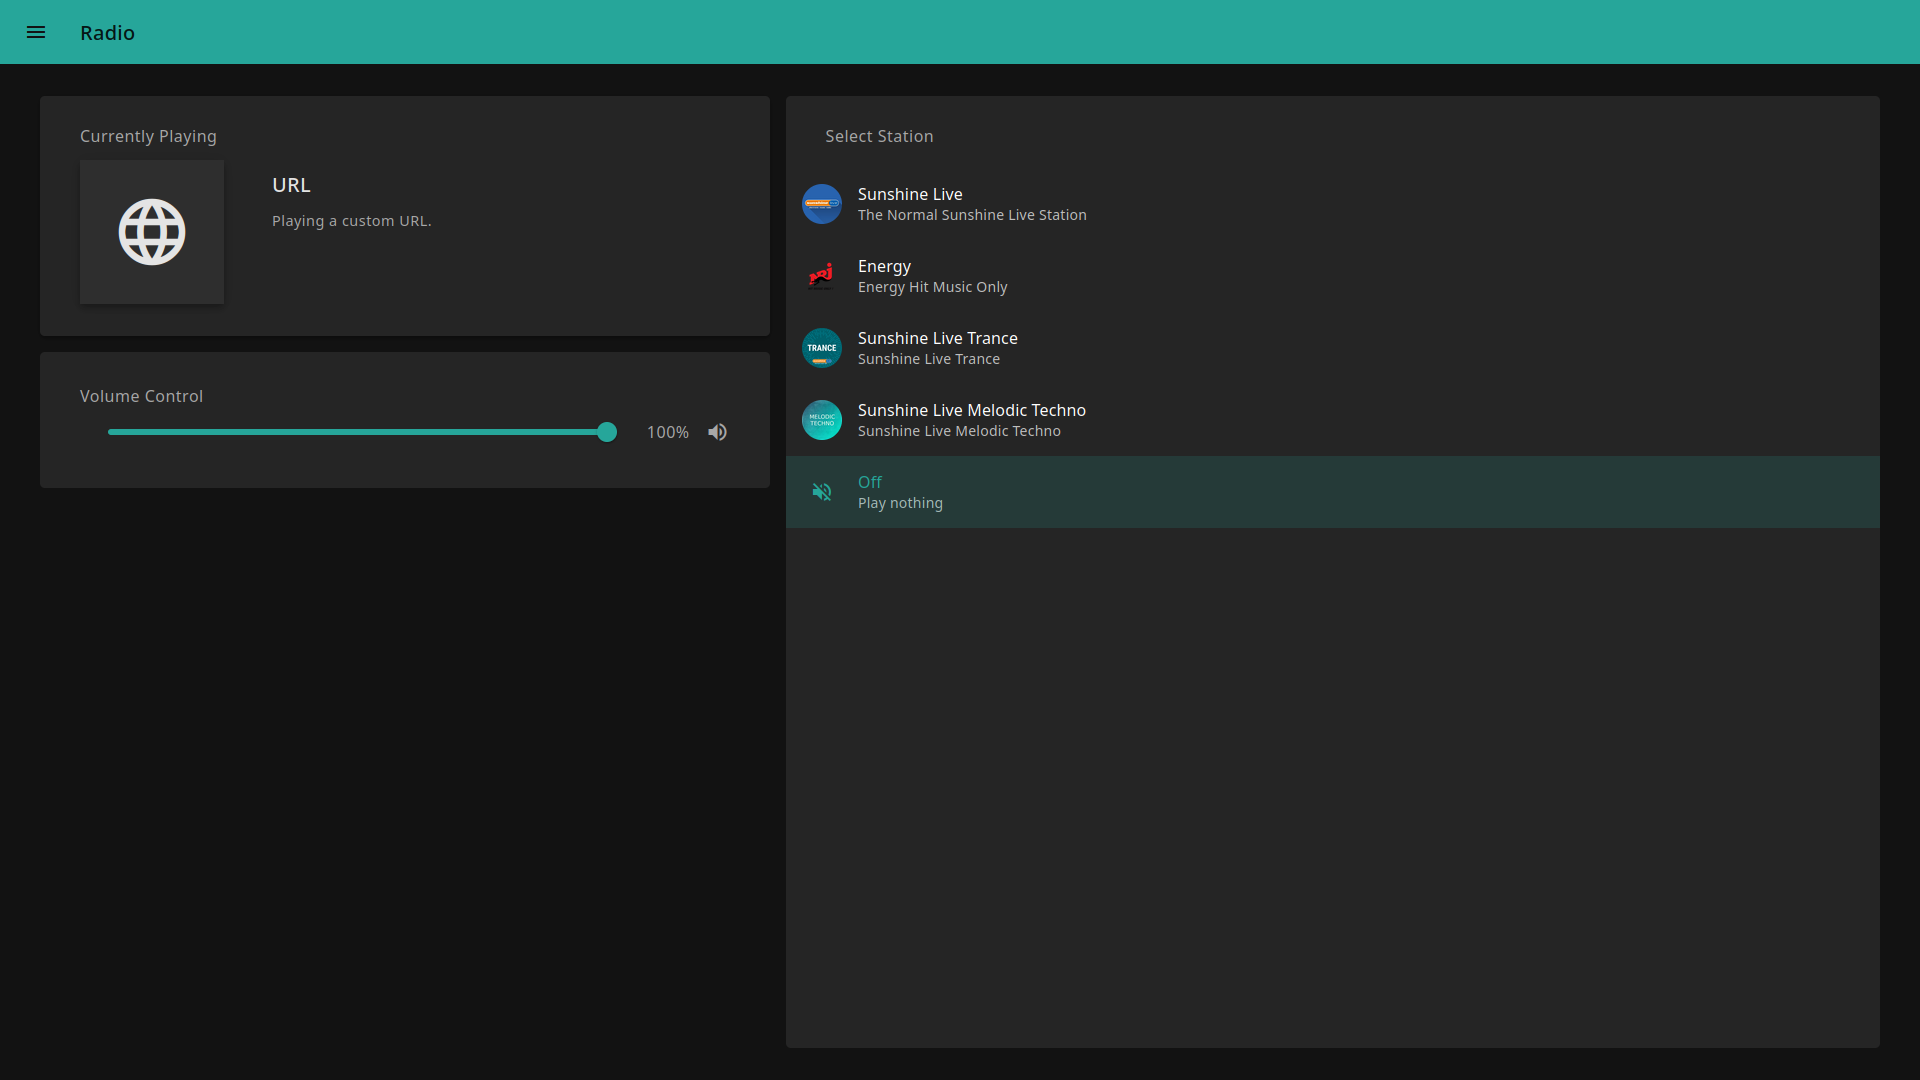 Radio
Currently Playing
URL
Playing a custom URL.
Volume Control
100%
Select Station
Sunshine Live
The Normal Sunshine Live Station
Energy
Energy Hit Music Only
TRANCE
Sunshine Live Trance
Sunshine Live Trance
MELODIC
TECHNO
Sunshine Live Melodic Techno
Sunshine Live Melodic Techno
Off
Play nothing